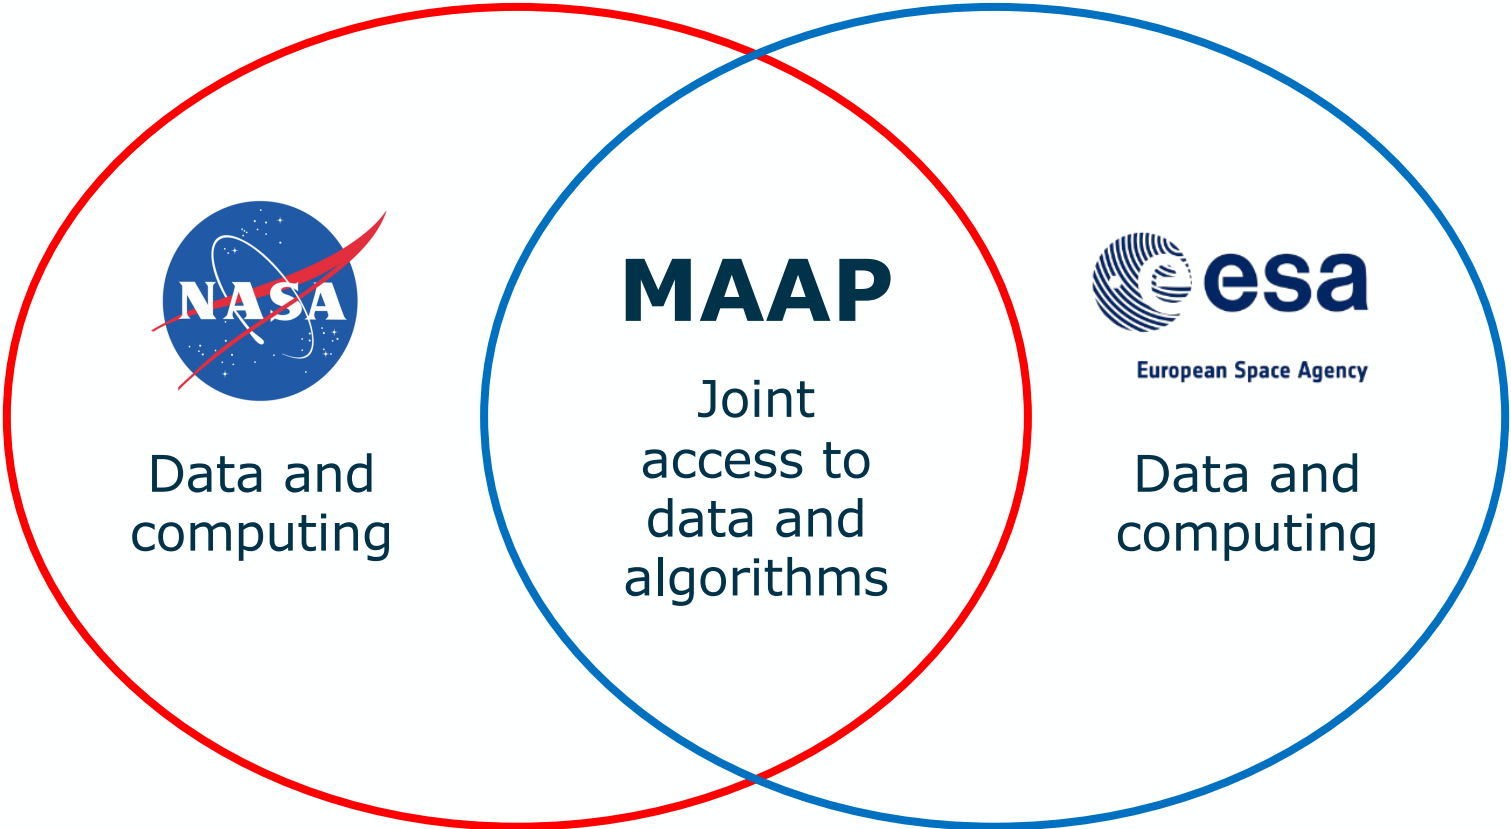 NASA
Data and
computing
MAAP
Joint
access to
data and
algorithms
esa
European Space Agency
Data and
computing